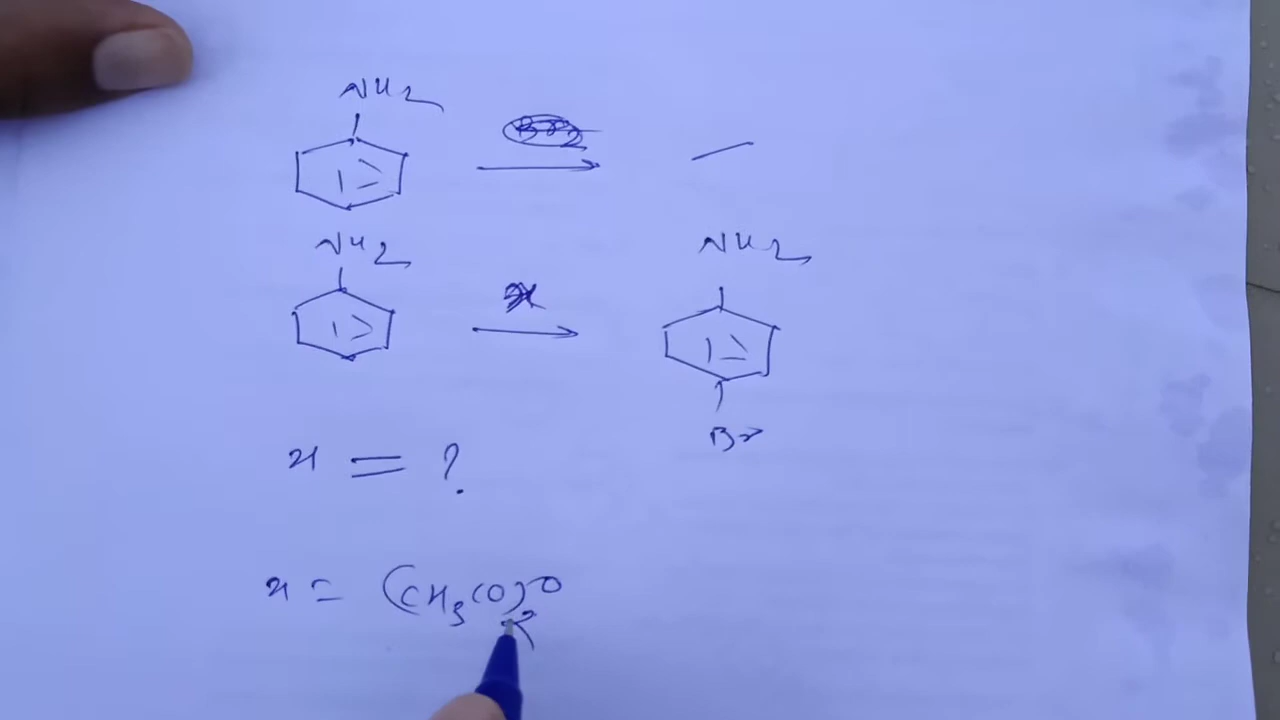 NH2
Br2
NH2
x
NH2
Br
x = ?
x = (CH3CO)2O